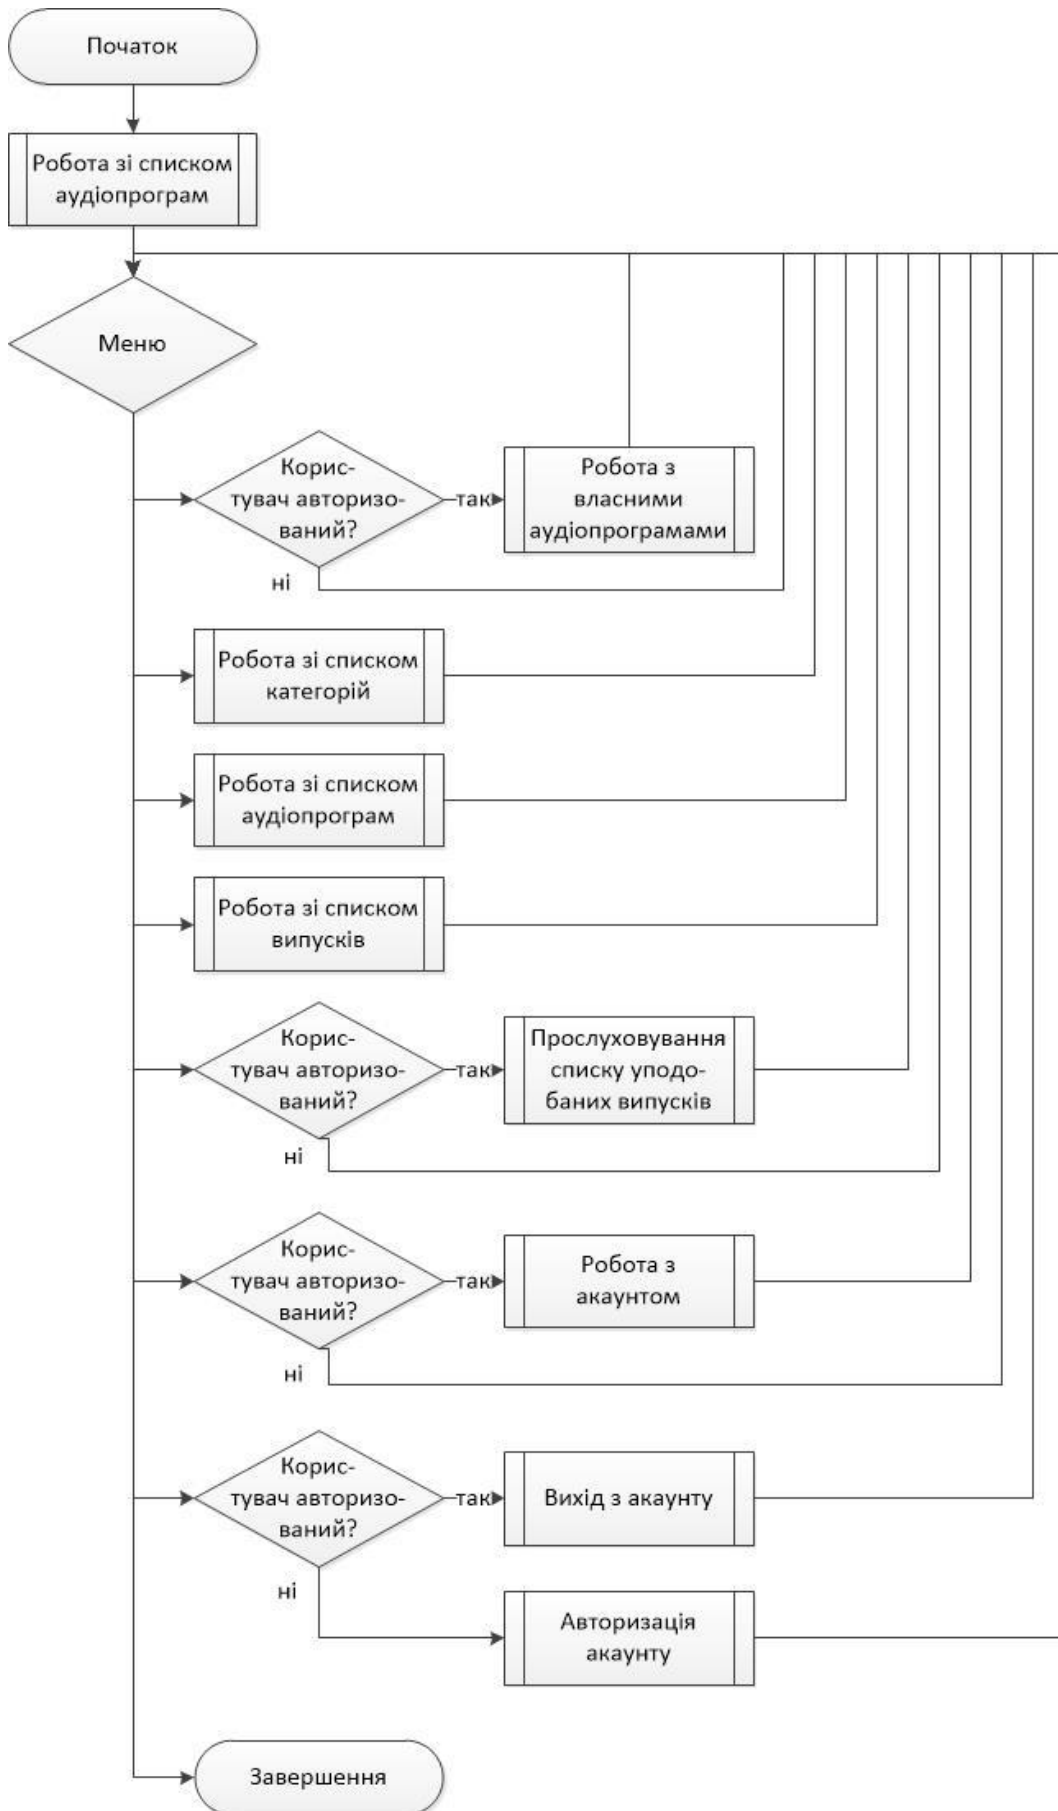 Початок
Робота зі списком
аудіопрограм
Меню
Корис-
тувач авторизо-
ваний?
так
Робота з
власними
аудіопрограмами
ні
Робота зі списком
категорій
Робота зі списком
аудіопрограм
Робота зі списком
випусків
Корис-
тувач авторизо-
ваний?
так
Прослуховування
списку уподо-
баних випусків
ні
Корис-
тувач авторизо-
ваний?
так
Робота з
акаунтом
ні
Корис-
тувач авторизо-
ваний?
так
Вихід з акаунту
ні
Авторизація
акаунту
Завершення